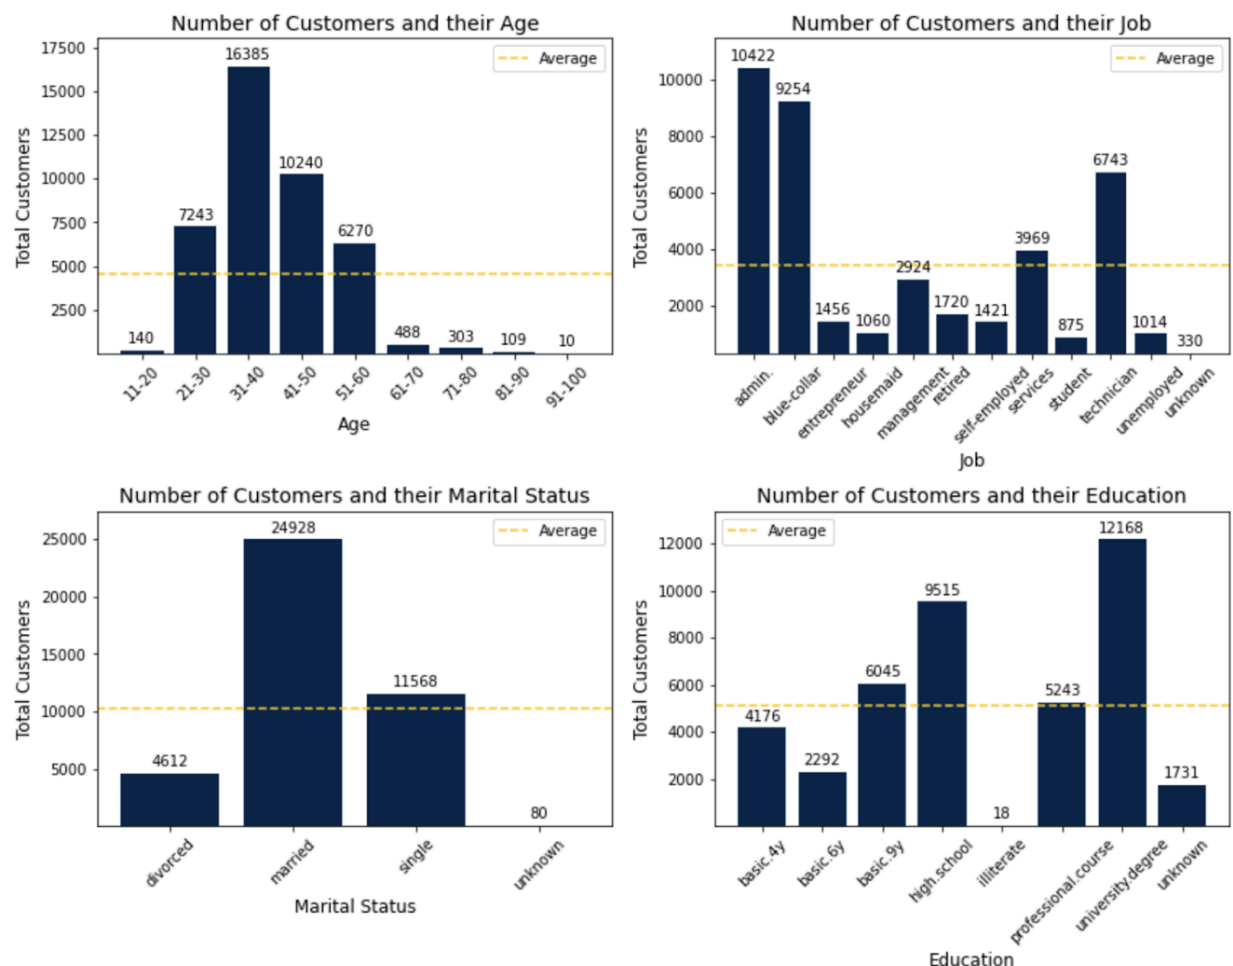 Number of Customers and their Age
Total Customers
17500
15000
12500
10000
7500
5000
2500
Average
140
7243
16385
10240
6270
488
303
109
10
11-20
21-30
31-40
41-50
51-60
61-70
71-80
81-90
91-100
Age
Number of Customers and their Job
Total Customers
10000
8000
6000
4000
2000
Average
10422
9254
1456
1060
2924
1720
1421
3969
875
6743
1014
330
admin.
blue-collar
entrepreneur
housemaid
management
retired
self-employed
services
student
technician
unemployed
unknown
Job
Number of Customers and their Marital Status
Total Customers
25000
20000
15000
10000
5000
Average
4612
24928
11568
80
divorced
married
single
unknown
Marital Status
Number of Customers and their Education
Total Customers
12000
10000
8000
6000
4000
2000
Average
4176
2292
6045
9515
18
5243
12168
1731
basic.4y
basic.6y
basic.9y
high.school
illiterate
professional.course
university.degree
unknown
Education